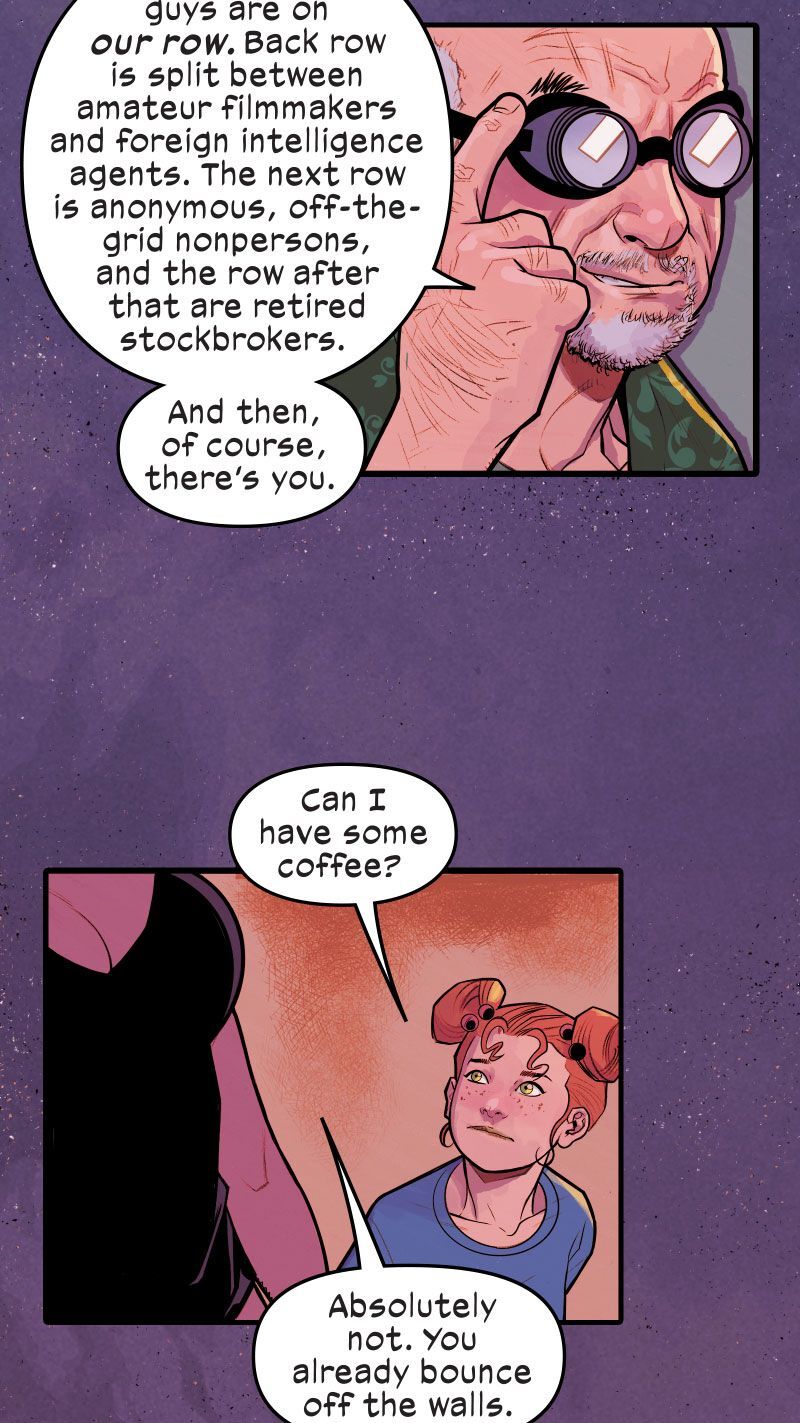 guys are on
our row. Back row
is split between
amateur filmmakers
and foreign intelligence
agents. The next row
is anonymous, off-the-
grid nonpersons,
and the row after
that are retired
stockbrokers.
And then,
of course,
there's you.
Can I
have some
coffee?
Absolutely
not. You
already bounce
off the walls.